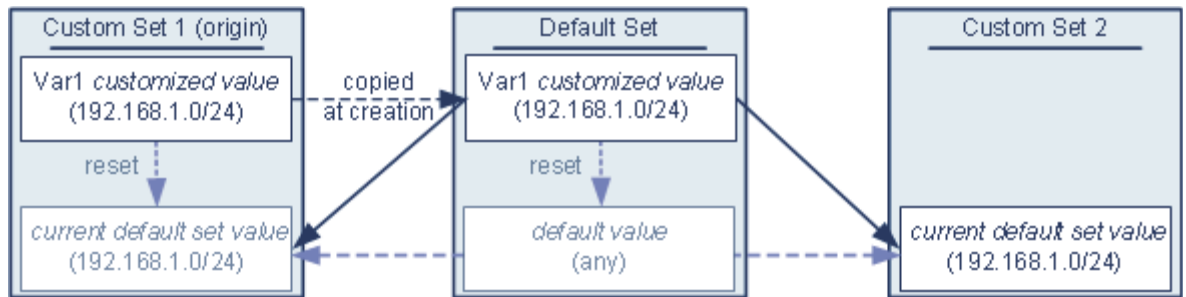 Custom Set 1 (origin)
Var1 customized value
(192.168.1.0/24)
reset
current default set value
(192.168.1.0/24)
copied
at creation
Default Set
Var1 customized value
(192.168.1.0/24)
reset
default value
(any)
Custom Set 2
current default set value
(192.168.1.0/24)